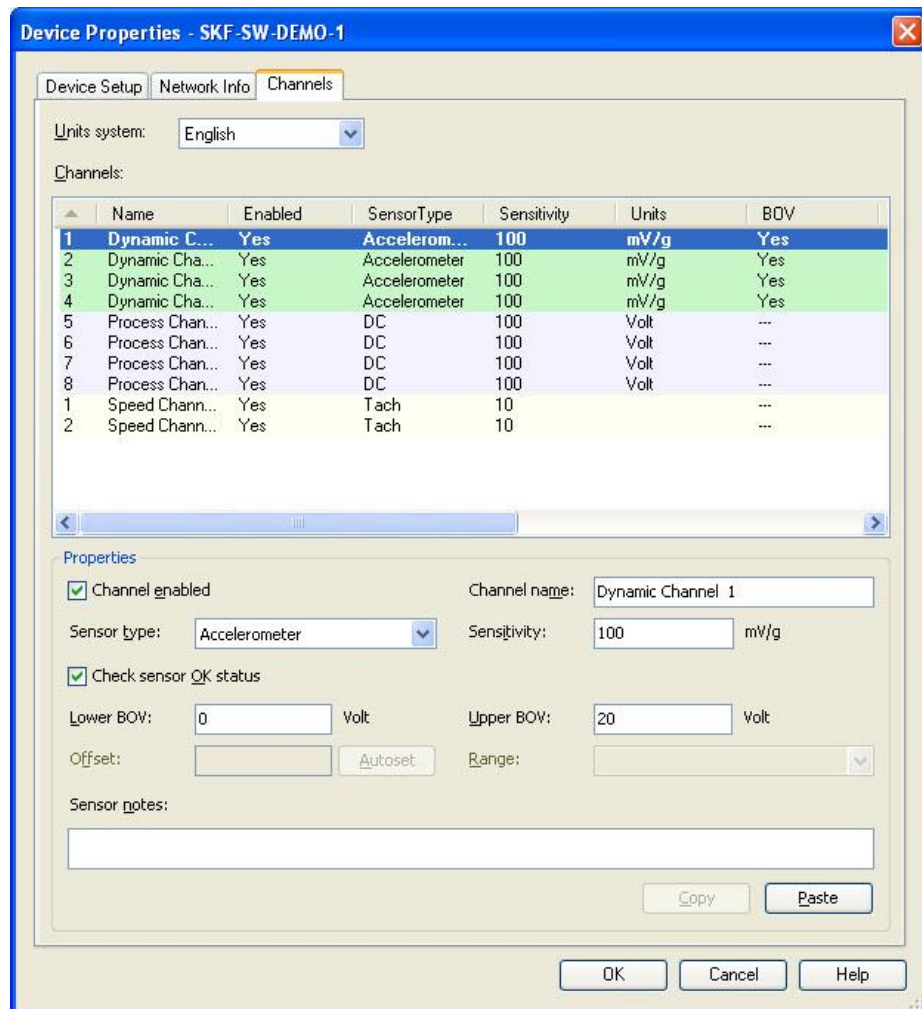 Device Properties - SKF-SW-DEMO-1
Device Setup Network Info Channels
Units system: English
Channels:
Name Enabled SensorType Sensitivity Units BOV
1 Dynamic C... Yes Accelerom... 100 mV/g Yes
2 Dynamic Cha... Yes Accelerometer 100 mV/g Yes
3 Dynamic Cha... Yes Accelerometer 100 mV/g Yes
4 Dynamic Cha... Yes Accelerometer 100 mV/g Yes
5 Process Chan... Yes DC 100 Volt ---
6 Process Chan... Yes DC 100 Volt ---
7 Process Chan... Yes DC 100 Volt ---
8 Process Chan... Yes DC 100 Volt ---
1 Speed Chann... Yes Tach 10 ---
2 Speed Chann... Yes Tach 10 ---
Properties
Channel enabled Channel name: Dynamic Channel 1
Sensor type: Accelerometer Sensitivity: 100 mV/g
Check sensor OK status
Lower BOV: 0 Volt Upper BOV: 20 Volt
Offset: Autoset Range:
Sensor notes:
Copy Paste
OK Cancel Help